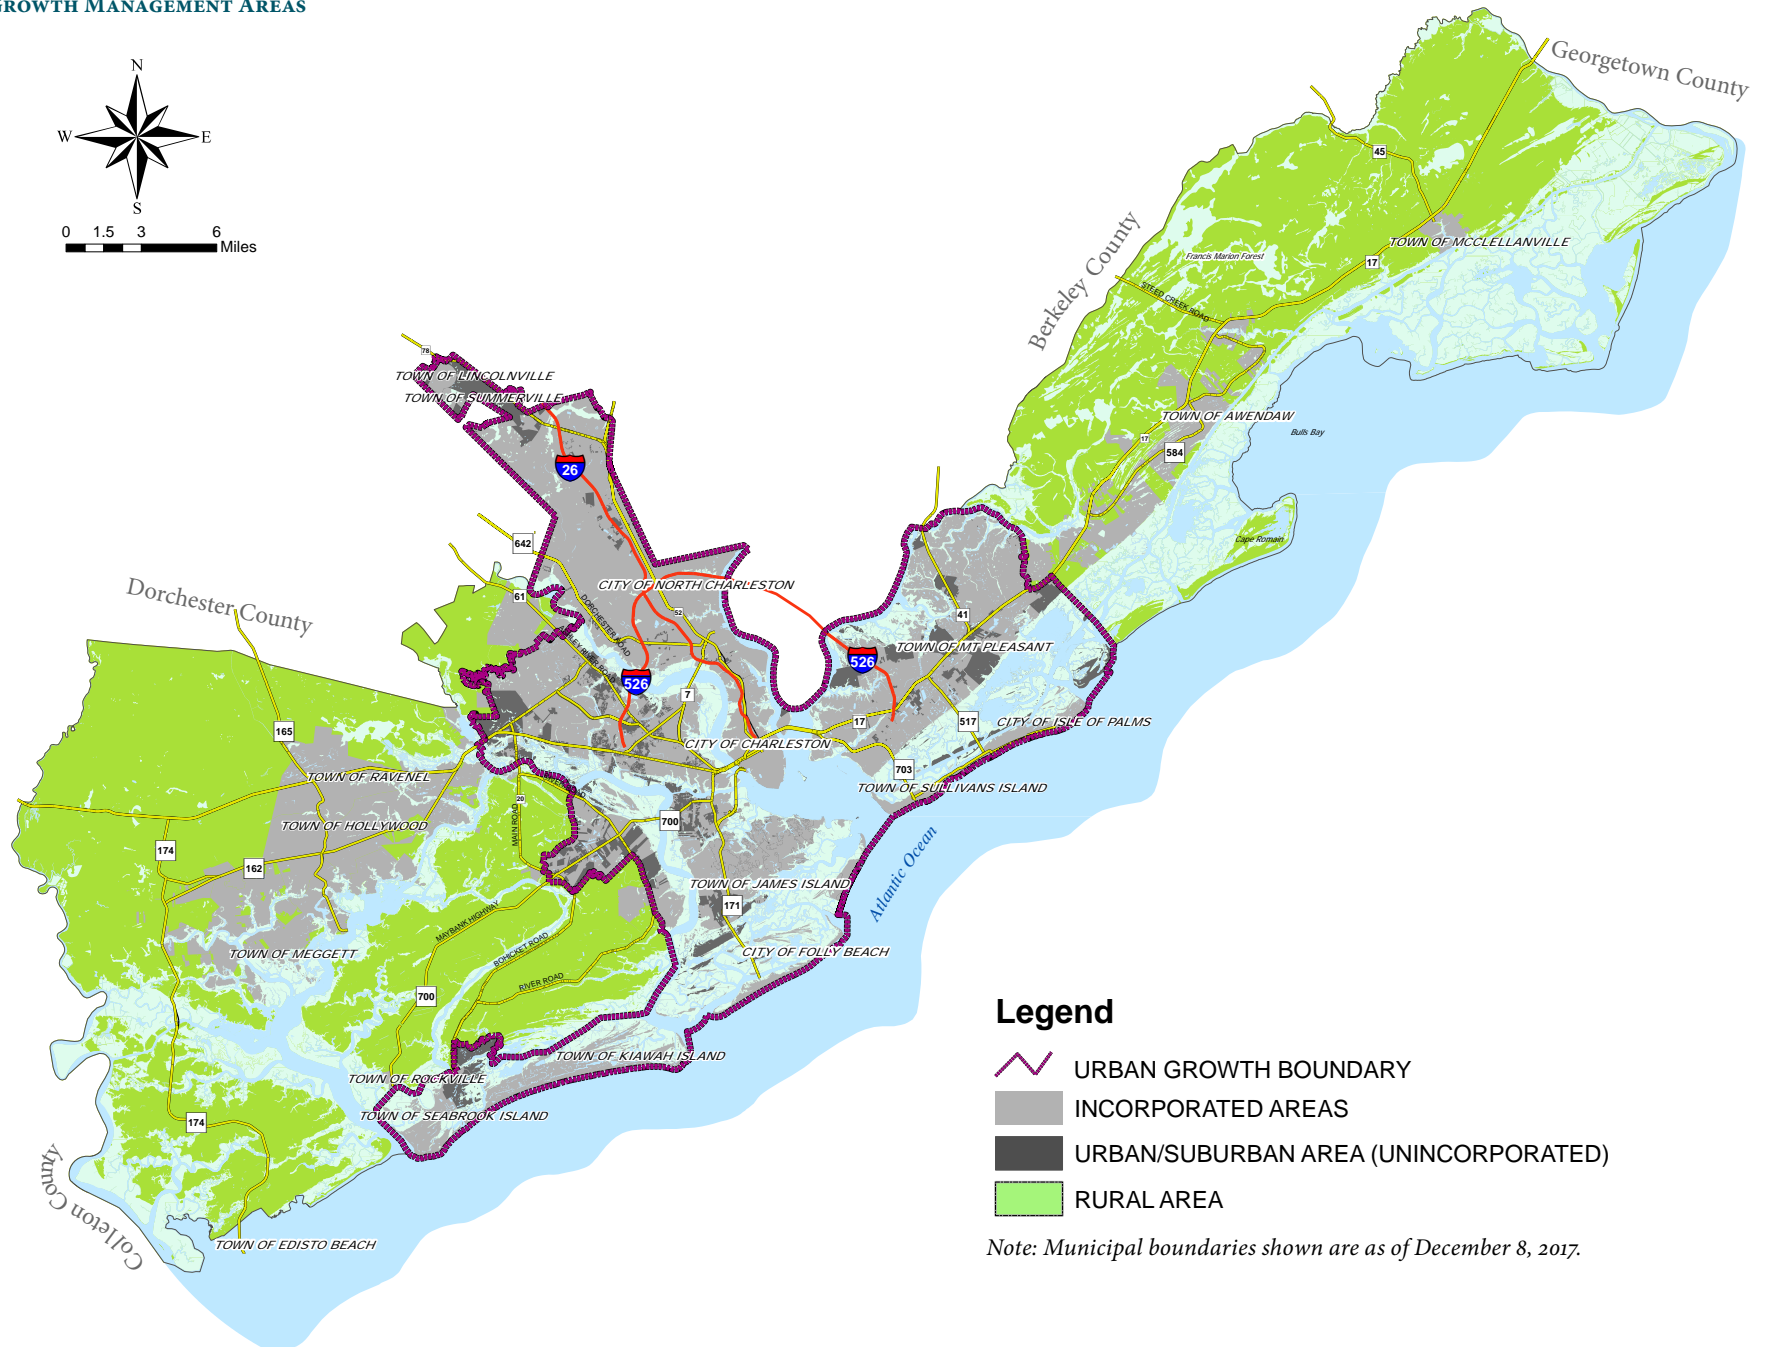 GROWTH MANAGEMENT AREAS
N
W E
S
0 1.5 3 6
Miles
Georgetown County
45
TOWN OF MCCLELLANVILLE
17
Berkeley County
Francis Marion Forest
STEED CREEK ROAD
78
TOWN OF LINCOLNVILLE
TOWN OF SUMMERVILLE
TOWN OF AWENDAW
Bulls Bay
17
584
26
642
Cape Romain
CITY OF NORTH CHARLESTON
Dorchester County
61
DORCHESTER ROAD
52
41
TOWN OF MT PLEASANT
526
526
7
165
17
517
CITY OF ISLE OF PALMS
CITY OF CHARLESTON
703
TOWN OF RAVENEL
TOWN OF SULLIVANS ISLAND
20
MAIN ROAD
700
TOWN OF HOLLYWOOD
174
162
Atlantic Ocean
TOWN OF JAMES ISLAND
171
MAYBANK HIGHWAY
BOHICKET ROAD
TOWN OF MEGGETT
CITY OF FOLLY BEACH
RIVER ROAD
700
TOWN OF KIAWAH ISLAND
TOWN OF ROCKVILLE
TOWN OF SEABROOK ISLAND
174
Colleton County
TOWN OF EDISTO BEACH
Legend
URBAN GROWTH BOUNDARY
INCORPORATED AREAS
URBAN/SUBURBAN AREA (UNINCORPORATED)
RURAL AREA
Note: Municipal boundaries shown are as of December 8, 2017.